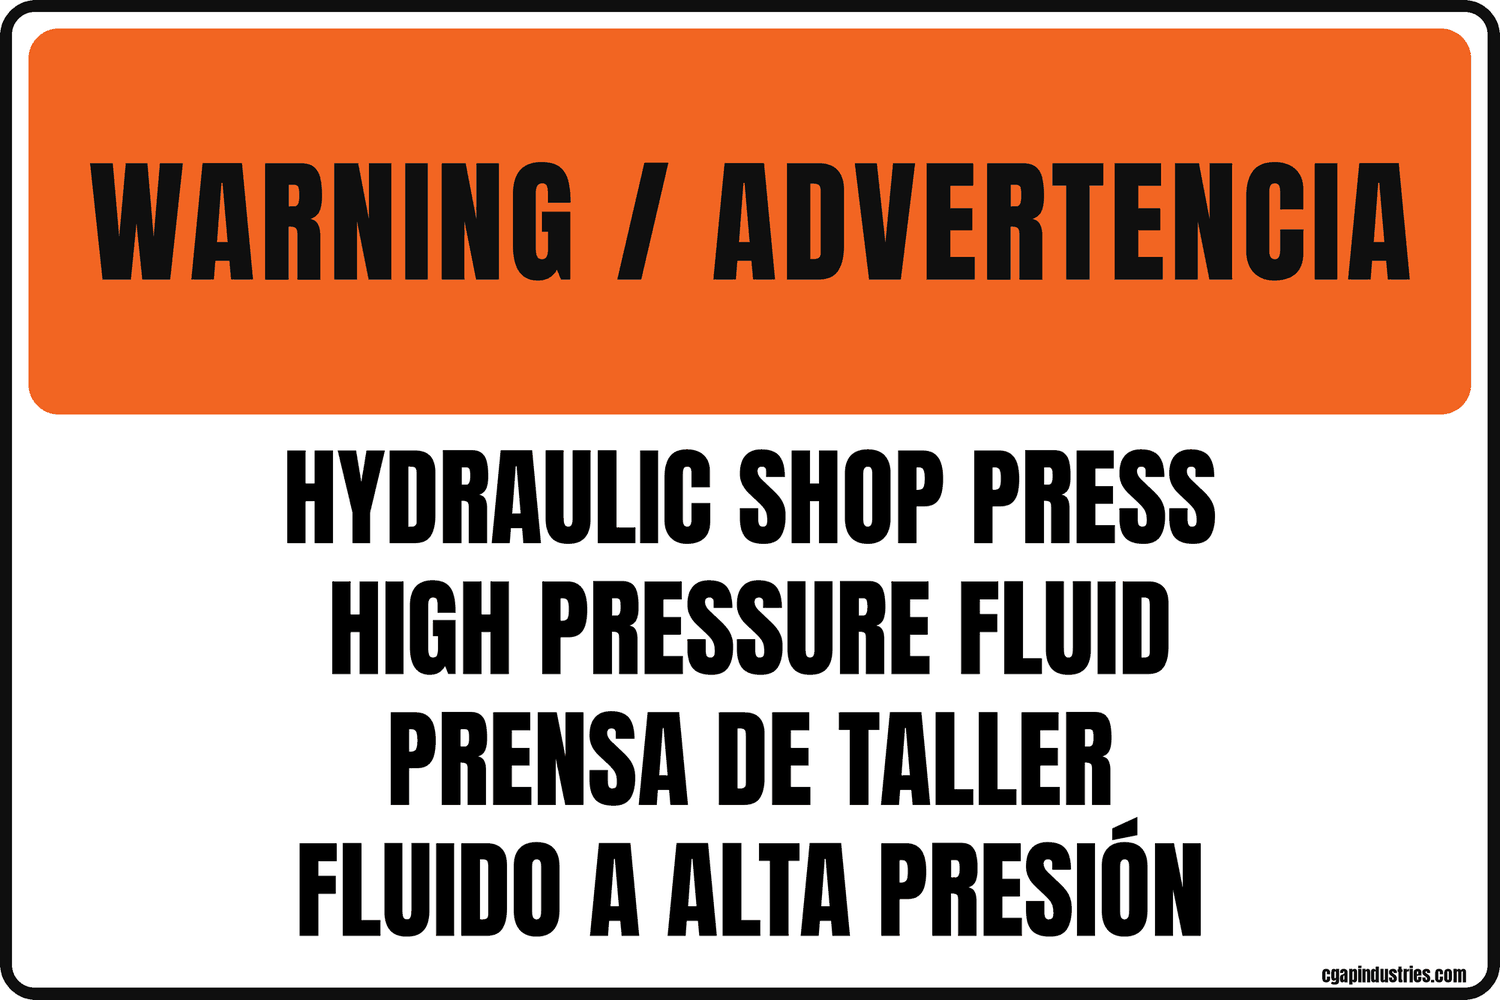 WARNING / ADVERTENCIA
HYDRAULIC SHOP PRESS
HIGH PRESSURE FLUID
PRENSA DE TALLER
FLUIDO A ALTA PRESIÓN
cgapindustries.com